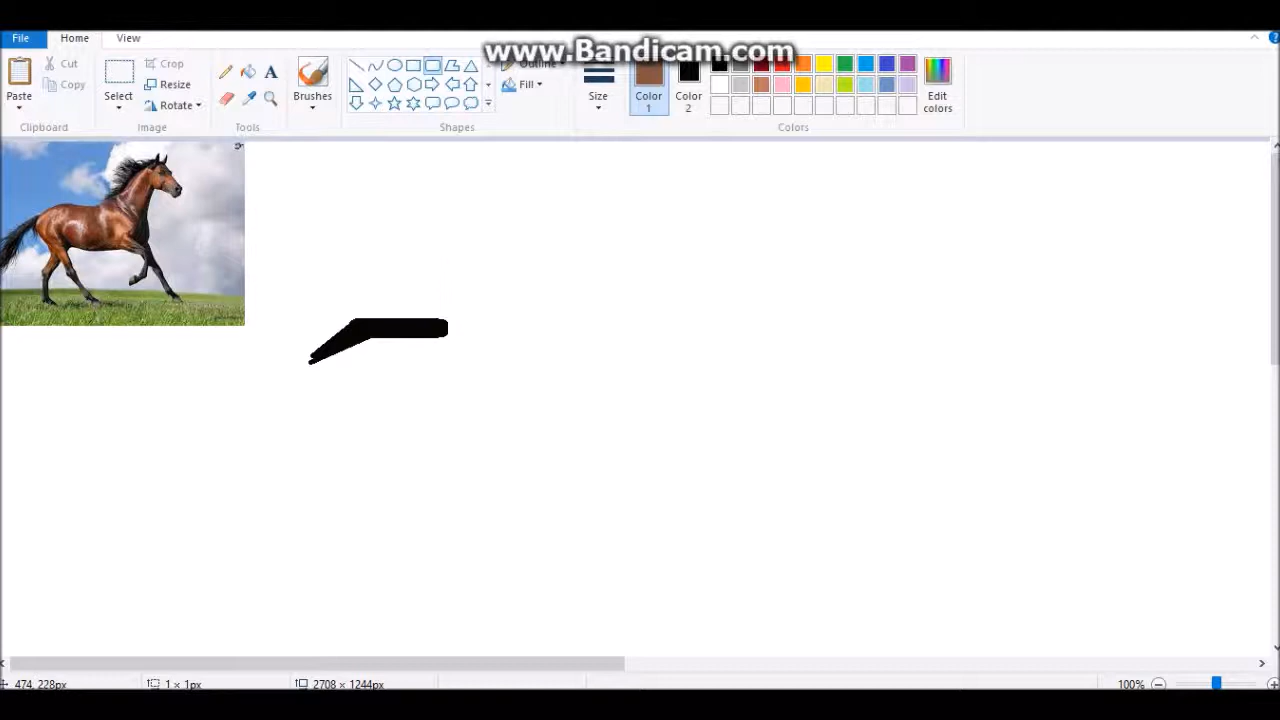 www.Bandicam.com
File Home View
Paste
Cut
Copy
Clipboard
Select
Crop
Resize
Rotate
Image
A
Tools
Brushes
Outline
Fill
Shapes
Size
Color
1
Color
2
Edit
colors
Colors
474, 228px
1 × 1px
2708 × 1244px
100%